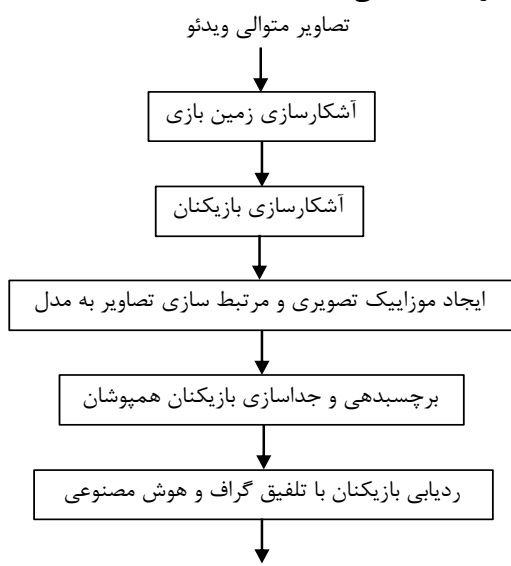 تصاویر متوالی ویدئو
آشکارسازی زمین بازی
آشکارسازی بازیکنان
ایجاد موزاییک تصویری و مرتبط سازی تصاویر به مدل
برچسبدهی و جداسازی بازیکنان همپوشان
ردیابی بازیکنان با تلفیق گراف و هوش مصنوعی